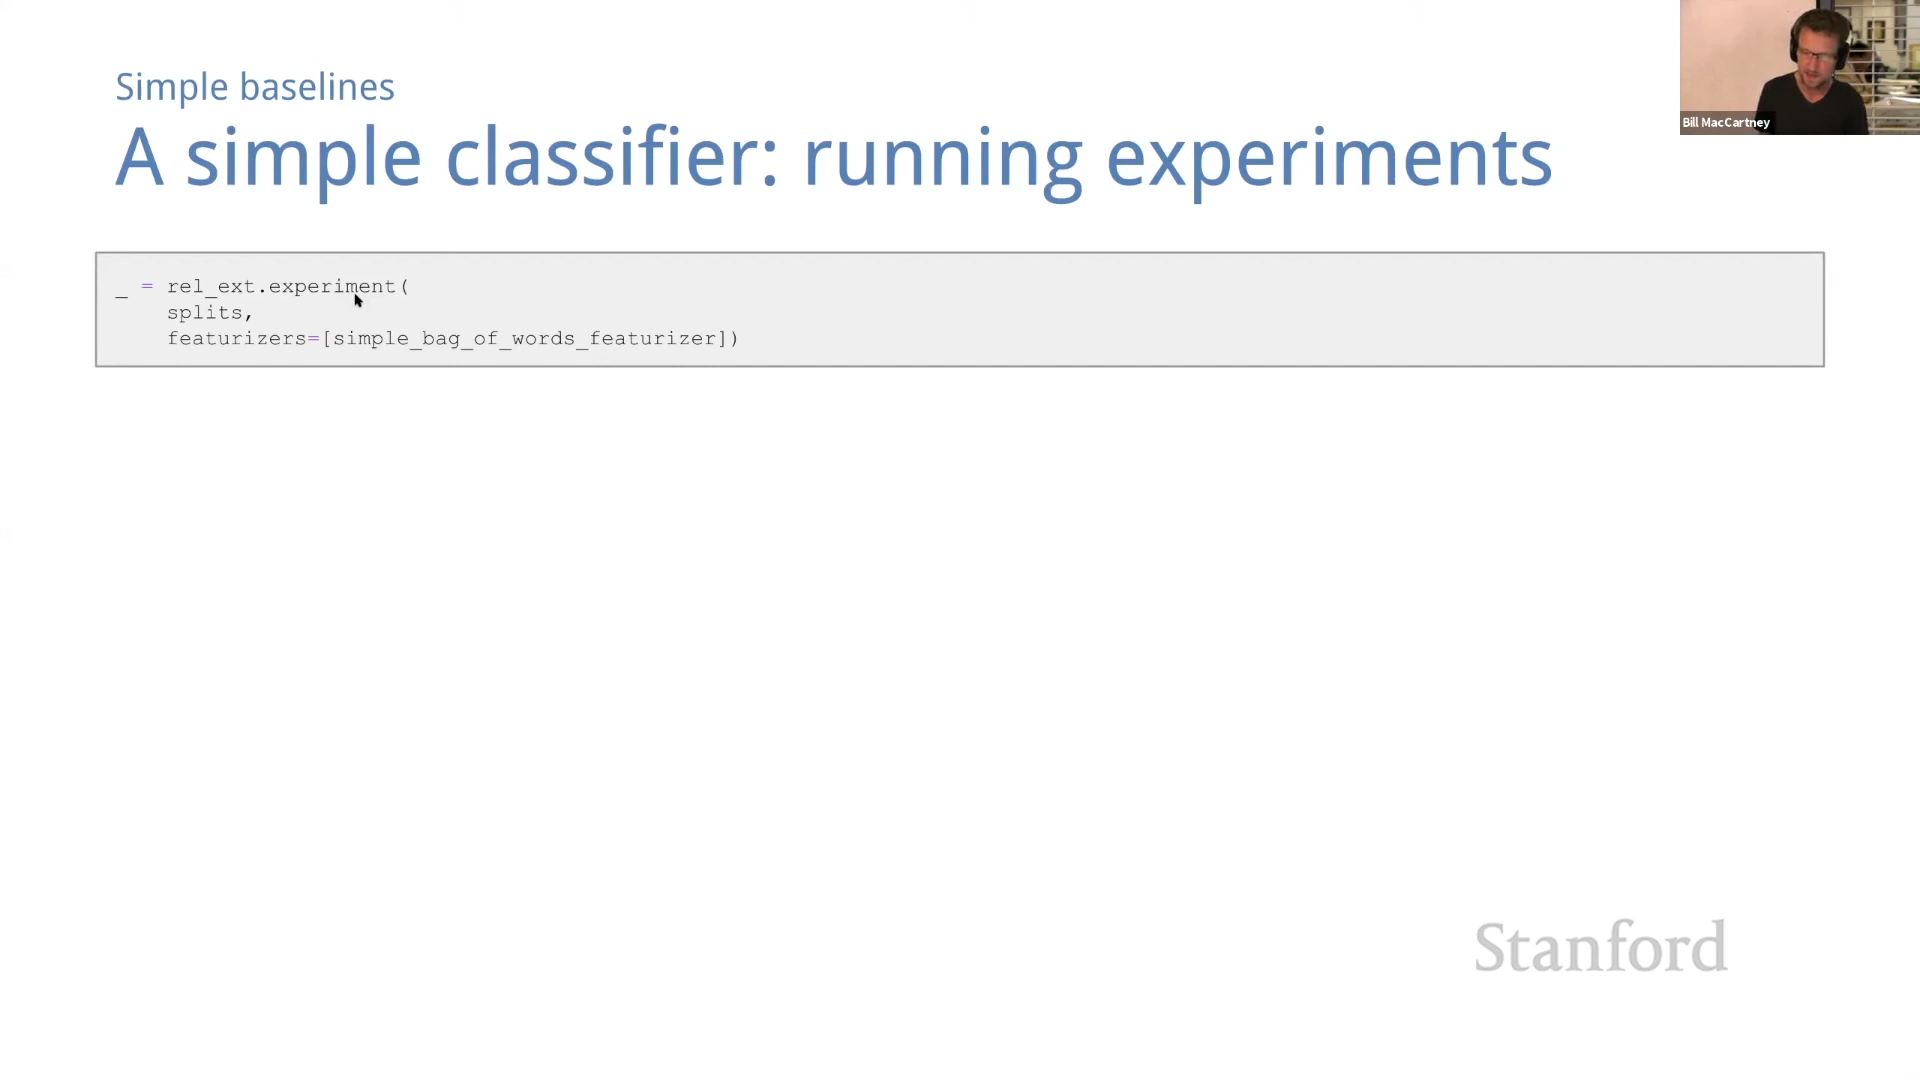 Simple baselines
A simple classifier: running experiments
Bill MacCartney
_ = rel_ext.experiment(
splits,
featurizers=[simple_bag_of_words_featurizer])
Stanford